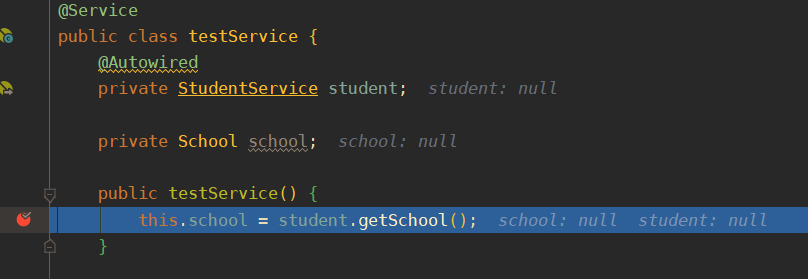 @Service
public class testService {
@Autowired
private StudentService student; student: null
private School school; school: null
public testService() {
this.school = student.getSchool(); school: null student: null
}